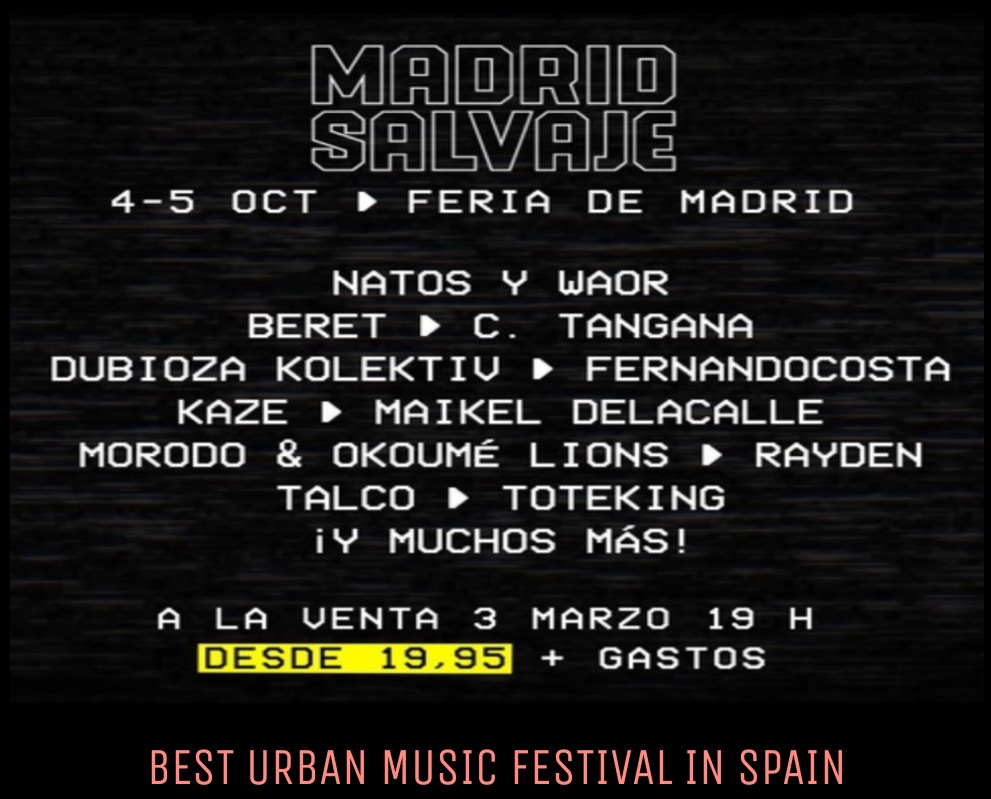 MADRID
SALVAJE
4-5 OCT ▶ FERIA DE MADRID
NATOS Y WAOR
BERET ▶ C. TANGANA
DUBIOZA KOLEKTIV ▶ FERNANDOCOSTA
KAZE ▶ MAIKEL DELACALLE
MORODO & OKOUMÉ LIONS ▶ RAYDEN
TALCO ▶ TOTEKING
¡Y MUCHOS MÁS!
A LA VENTA 3 MARZO 19 H
DESDE 19,95 + GASTOS
BEST URBAN MUSIC FESTIVAL IN SPAIN